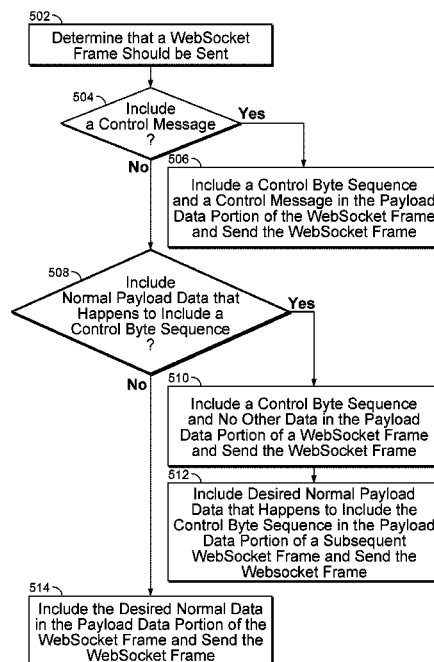 502
Determine that a WebSocket
Frame Should be Sent
504
Include
a Control Message
?
Yes
No
506
Include a Control Byte Sequence
and a Control Message in the Payload
Data Portion of the WebSocket Frame
and Send the WebSocket Frame
508
Include
Normal Payload Data that
Happens to Include a
Control Byte Sequence
?
Yes
No
510
Include a Control Byte Sequence
and No Other Data in the Payload
Data Portion of a WebSocket Frame
and Send the WebSocket Frame
512
Include Desired Normal Payload
Data that Happens to Include the
Control Byte Sequence in the Payload
Data Portion of a Subsequent
WebSocket Frame and Send the
Websocket Frame
514
Include the Desired Normal Data
in the Payload Data Portion of the
WebSocket Frame and Send the
WebSocket Frame